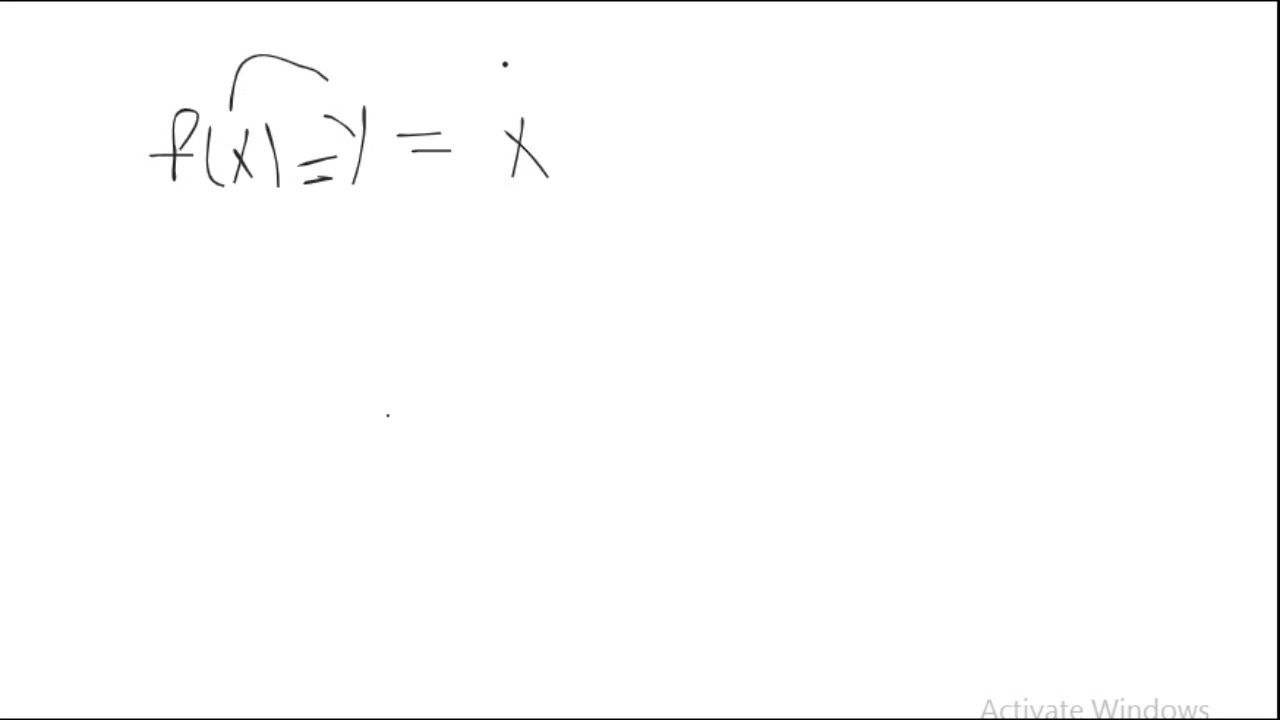 f(x) = y = x
Activate Windows